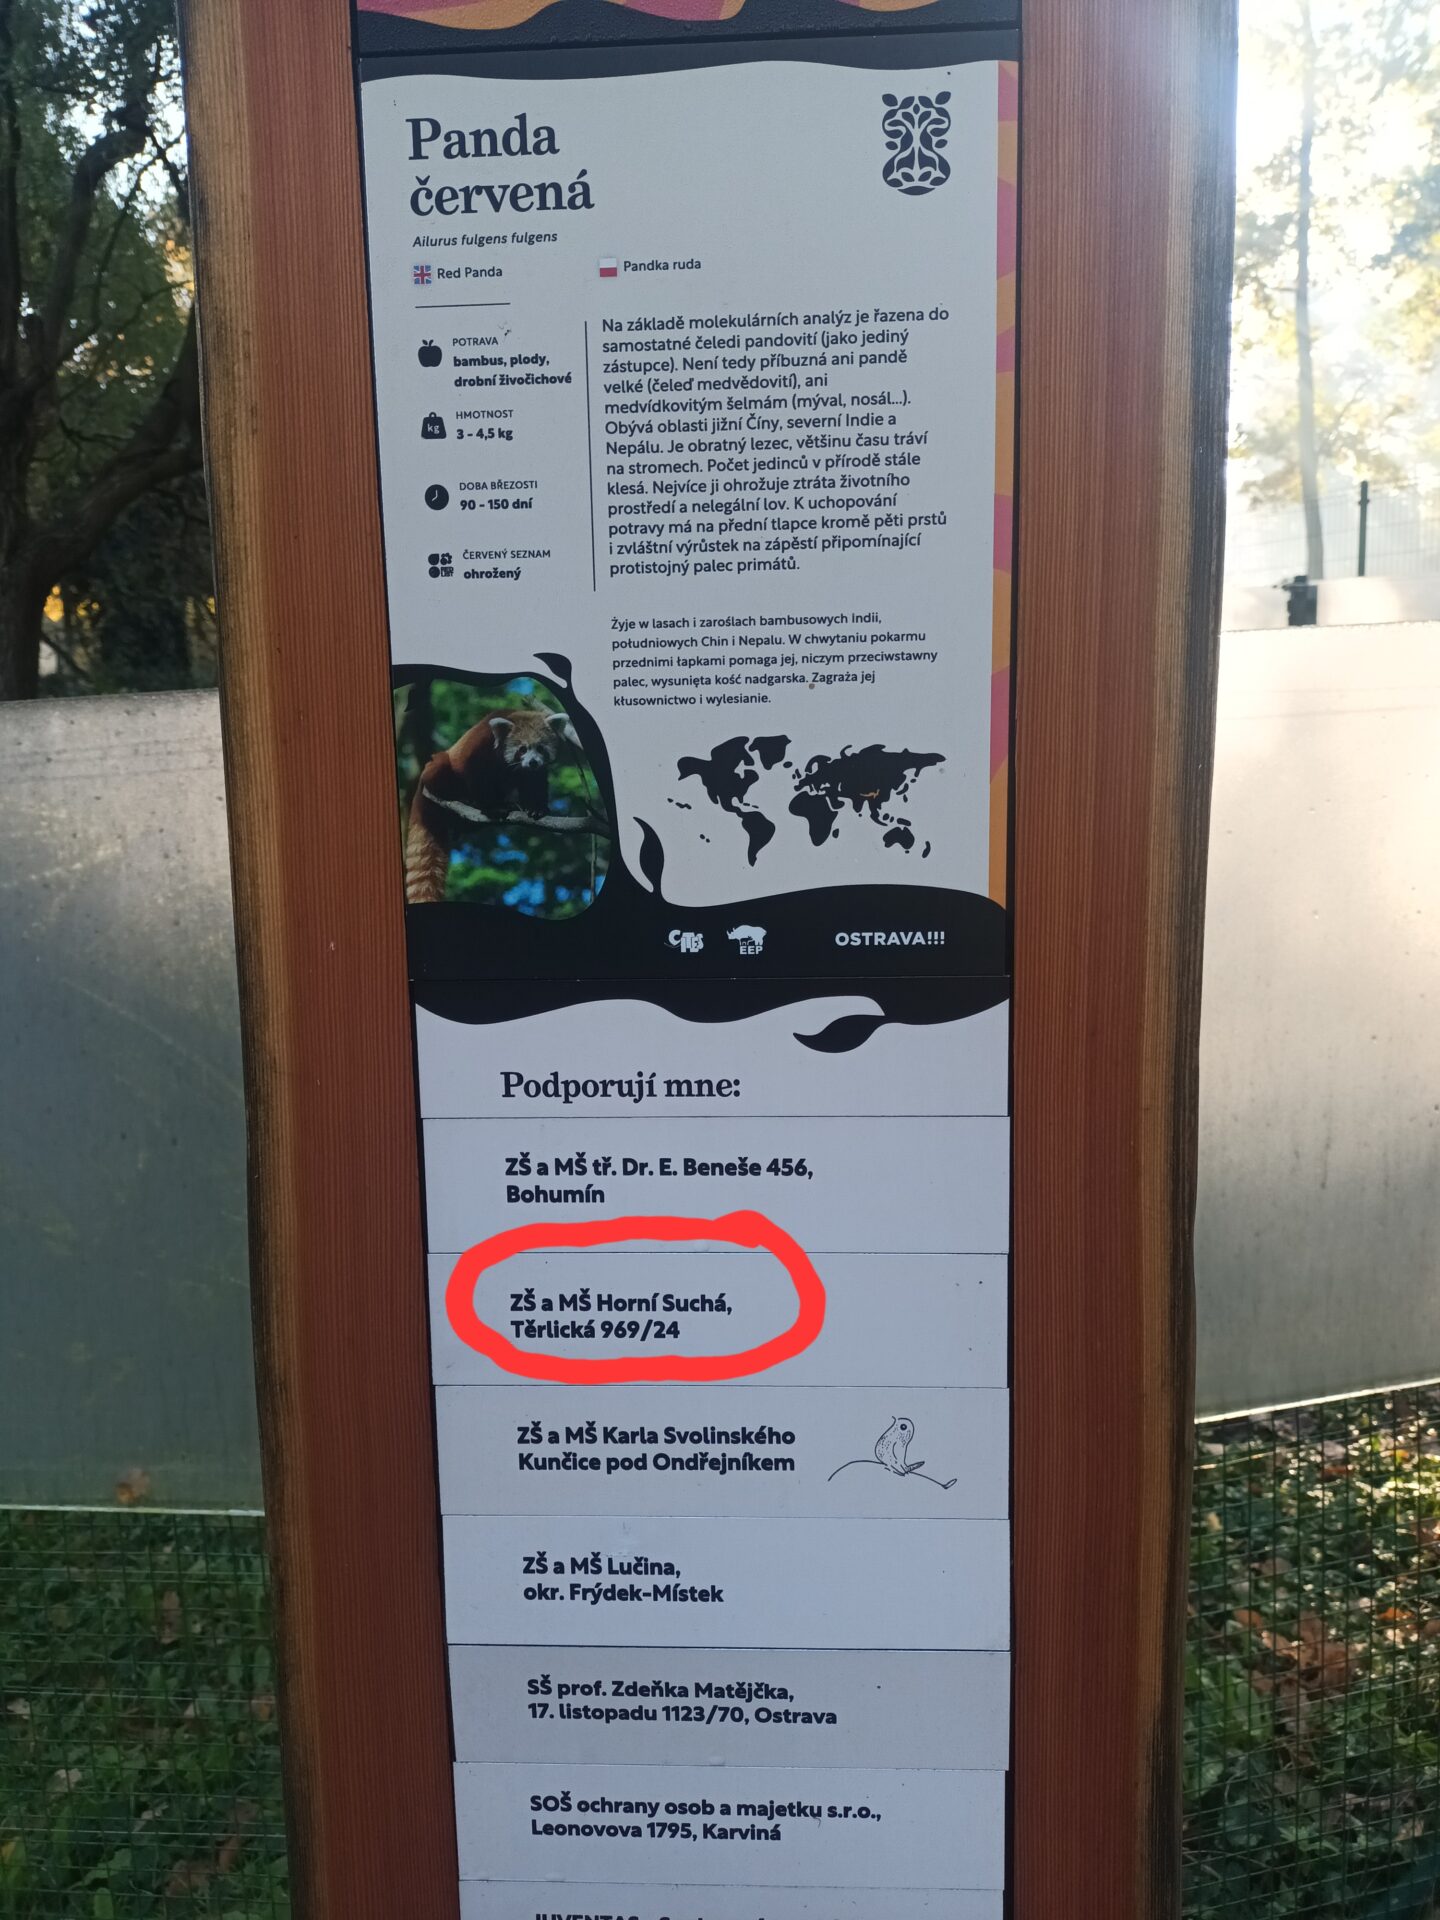 Panda
červená
Ailurus fulgens fulgens
Red Panda
Pandka ruda
POTRAVA
bambus, plody,
drobní živočichové
kg
HMOTNOST
3 - 4,5 kg
DOBA BŘEZOSTI
90 - 150 dní
ČERVENÝ SEZNAM
ohrožený
Na základě molekulárních analýz je řazena do
samostatné čeledi pandovití (jako jediný
zástupce). Není tedy příbuzná ani pandě
velké (čeleď medvědovití), ani
medvídkovitým šelmám (mýval, nosál...).
Obývá oblasti jižní Číny, severní Indie a
Nepálu. Je obratný lezec, většinu času tráví
na stromech. Počet jedinců v přírodě stále
klesá. Nejvíce ji ohrožuje ztráta životního
prostředí a nelegální lov. K uchopování
potravy má na přední tlapce kromě pěti prstů
i zvláštní výrůstek na zápěstí připomínající
protistojný palec primátů.
Żyje w lasach i zaroślach bambusowych Indii,
południowych Chin i Nepalu. W chwytaniu pokarmu
przednimi łapkami pomaga jej, niczym przeciwstawny
palec, wysunięta kość nadgarska. Zagraża jej
kłusownictwo i wylesianie.
CITES
EEP
OSTRAVA!!!
Podporují mne:
ZŠ a MŠ tř. Dr. E. Beneše 456,
Bohumín
ZŠ a MŠ Horní Suchá,
Těrlická 969/24
ZŠ a MŠ Karla Svolinského
Kunčice pod Ondřejníkem
ZŠ a MŠ Lučina,
okr. Frýdek-Místek
SŠ prof. Zdeňka Matějčka,
17. listopadu 1123/70, Ostrava
SOŠ ochrany osob a majetku s.r.o.,
Leonovova 1795, Karviná